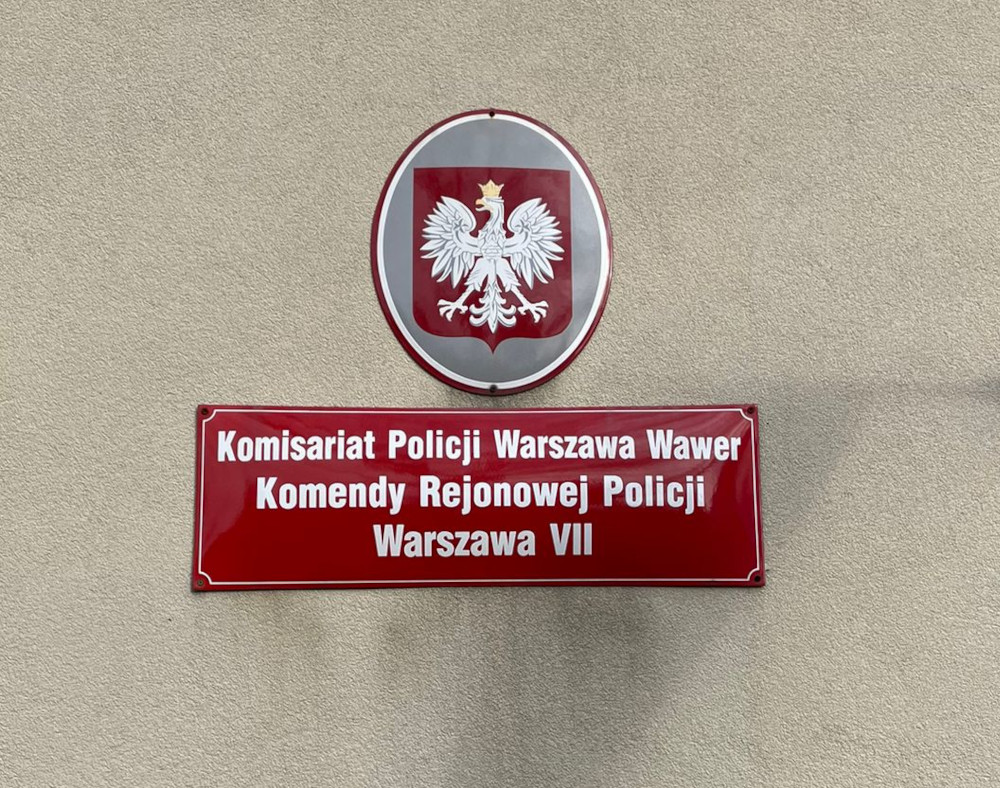 Komisariat Policji Warszawa Wawer
Komendy Rejonowej Policji
Warszawa VII